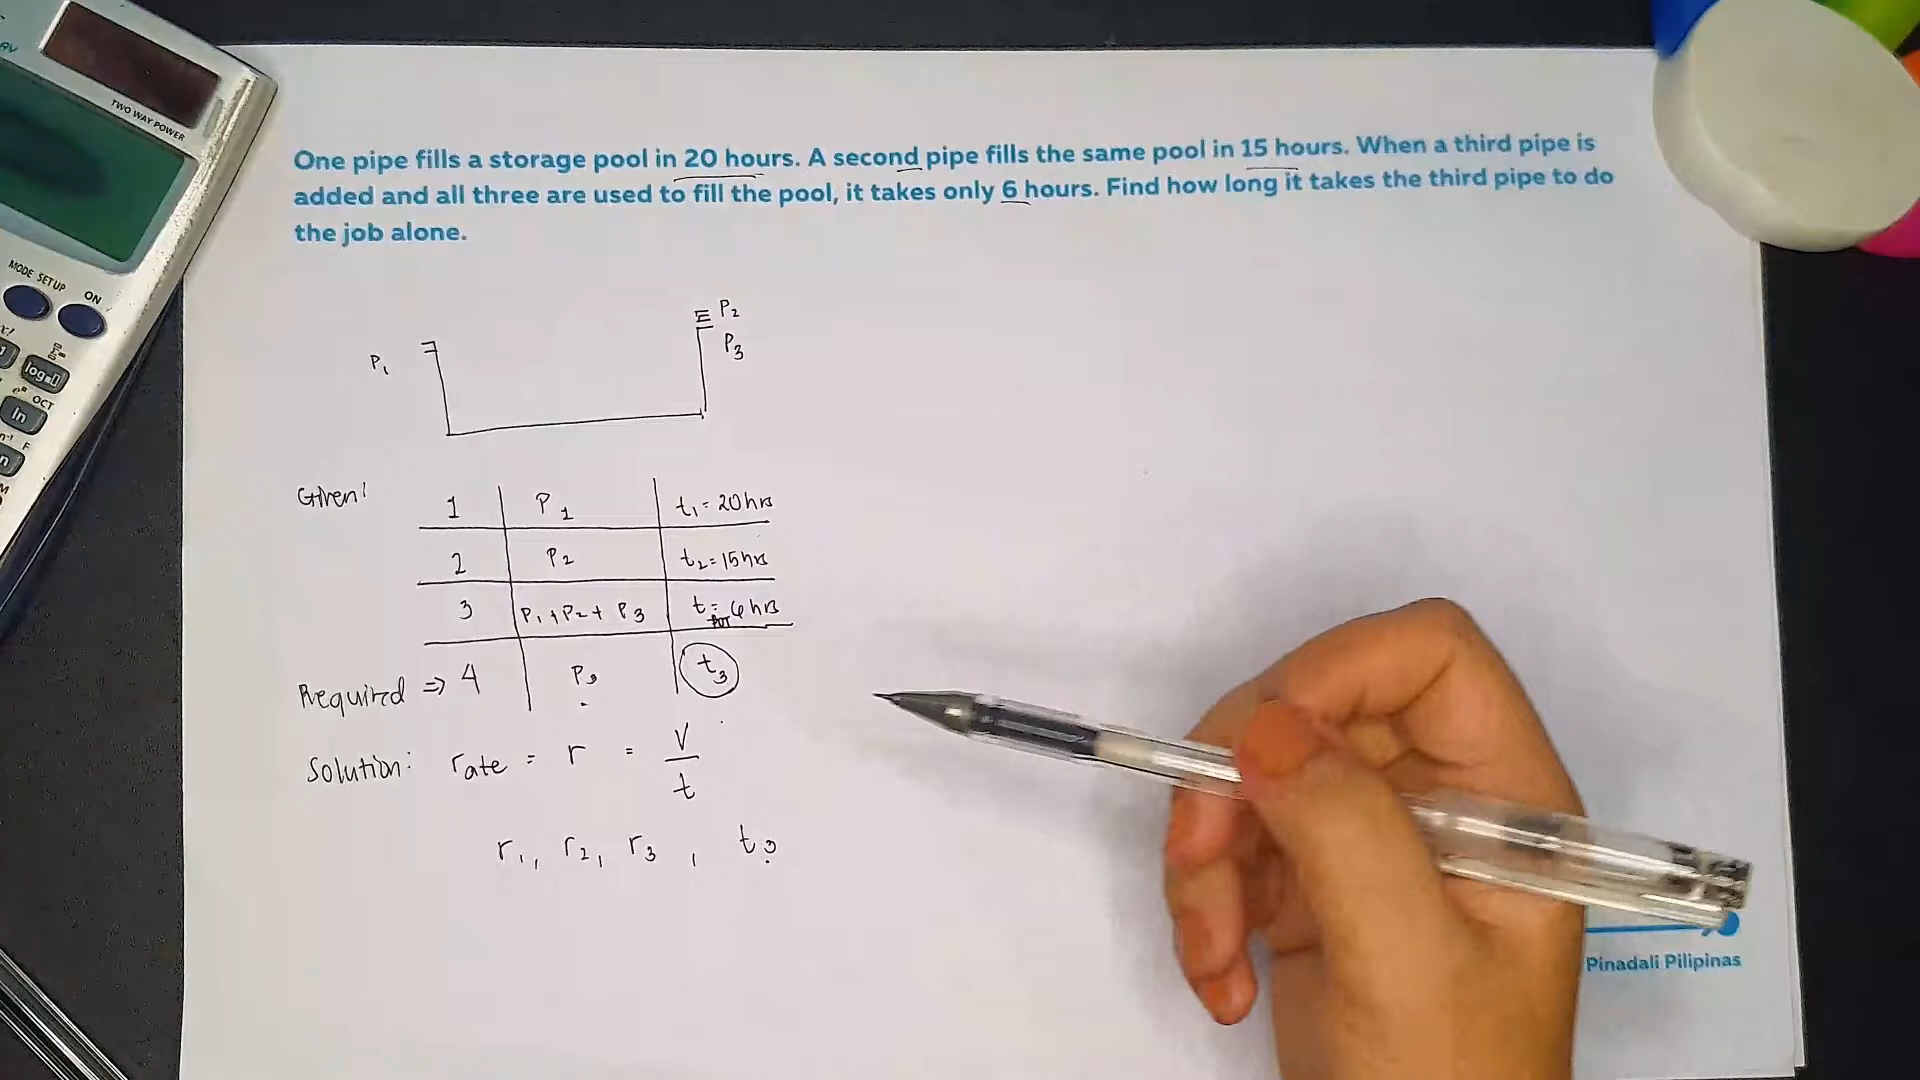 TWO WAY POWER
One pipe fills a storage pool in 20 hours. A second pipe fills the same pool in 15 hours. When a third pipe is
added and all three are used to fill the pool, it takes only 6 hours. Find how long it takes the third pipe to do
the job alone.
MODE SETUP
ON
log
OCT
ln
P₂
P₁
P₃
Given:
1 P₁ t₁ = 20hrs
2 P₂ t₂ = 15hrs
3 P₁ + P₂ + P₃ t = 6hrs
Required => 4 P₃ t₃
Solution: rate = r = V/t
r₁, r₂, r₃, t₃
Pinadali Pilipinas